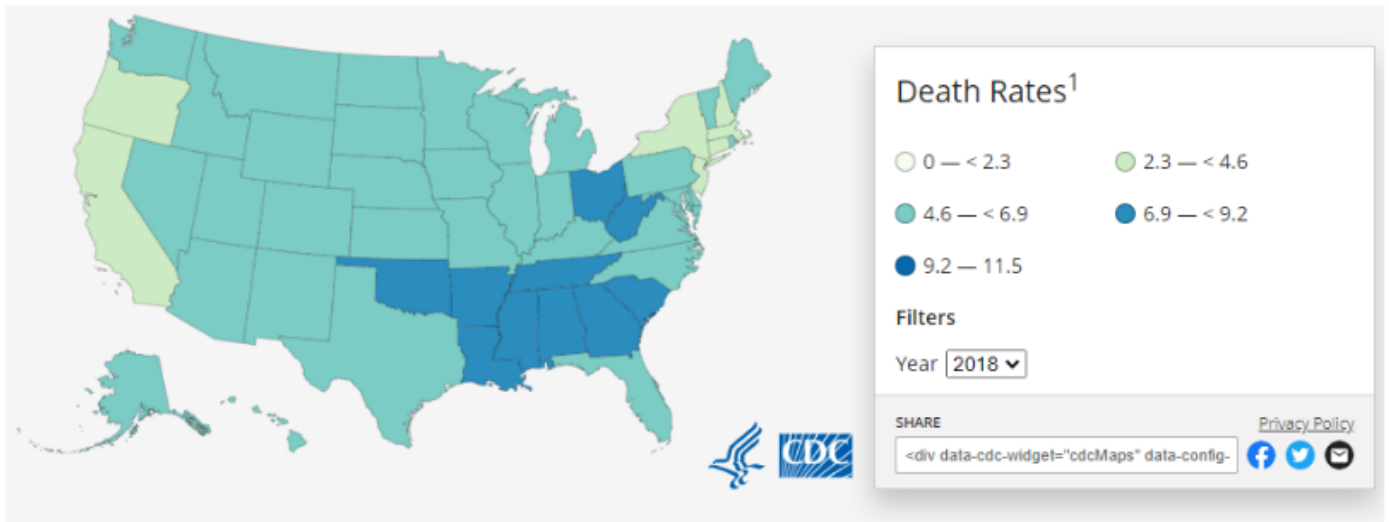 Death Rates1
0 — < 2.3
2.3 — < 4.6
4.6 — < 6.9
6.9 — < 9.2
9.2 — 11.5
Filters
Year 2018
SHARE
Privacy Policy
<div data-cdc-widget="cdcMaps" data-config-
CDC